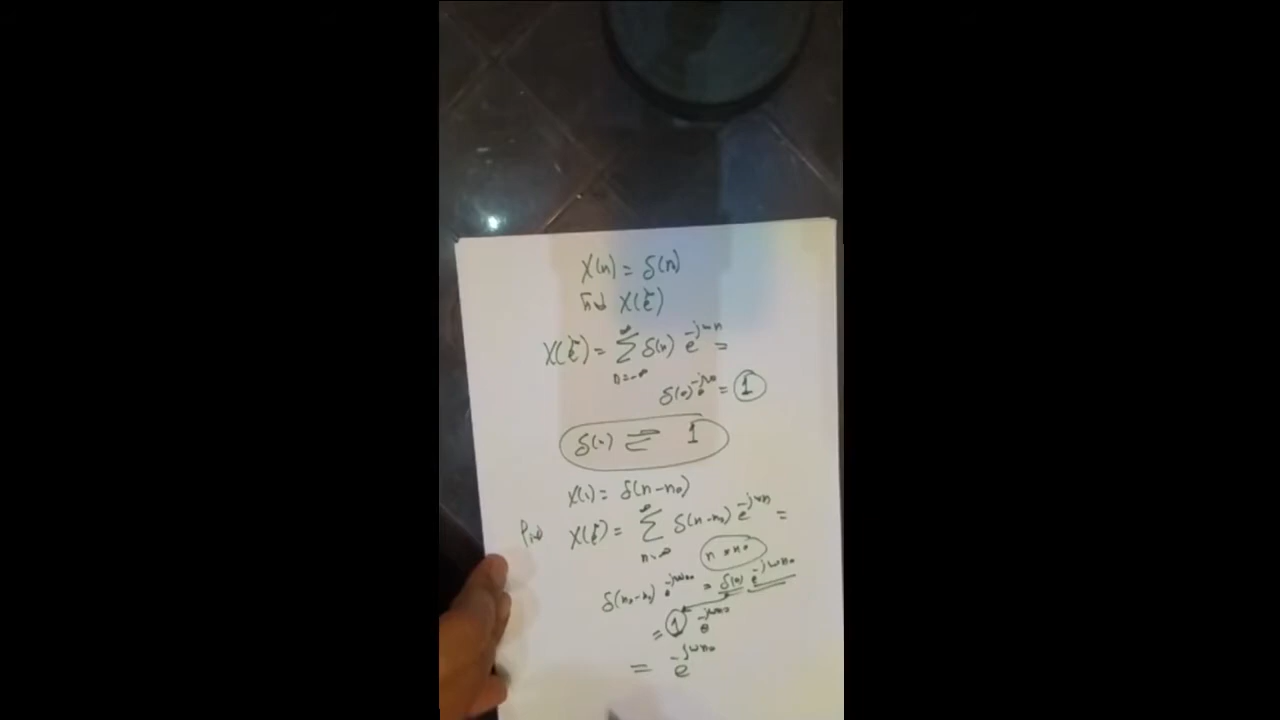 X(n) = δ(n)
Find X(e^jω)
X(e^jω) = ∑_{n=-∞}^{∞} δ(n) e^{-jωn} =
δ(0) e^{-jω0} = 1
δ(n) ⇌ 1
X(n) = δ(n-n₀)
Find X(e^jω) = ∑_{n=-∞}^{∞} δ(n-n₀) e^{-jωn} =
n = n₀
δ(n₀-n₀) e^{-jωn₀} = δ(0) e^{-jωn₀}
= 1 e^{-jωn₀}
= e^{-jωn₀}